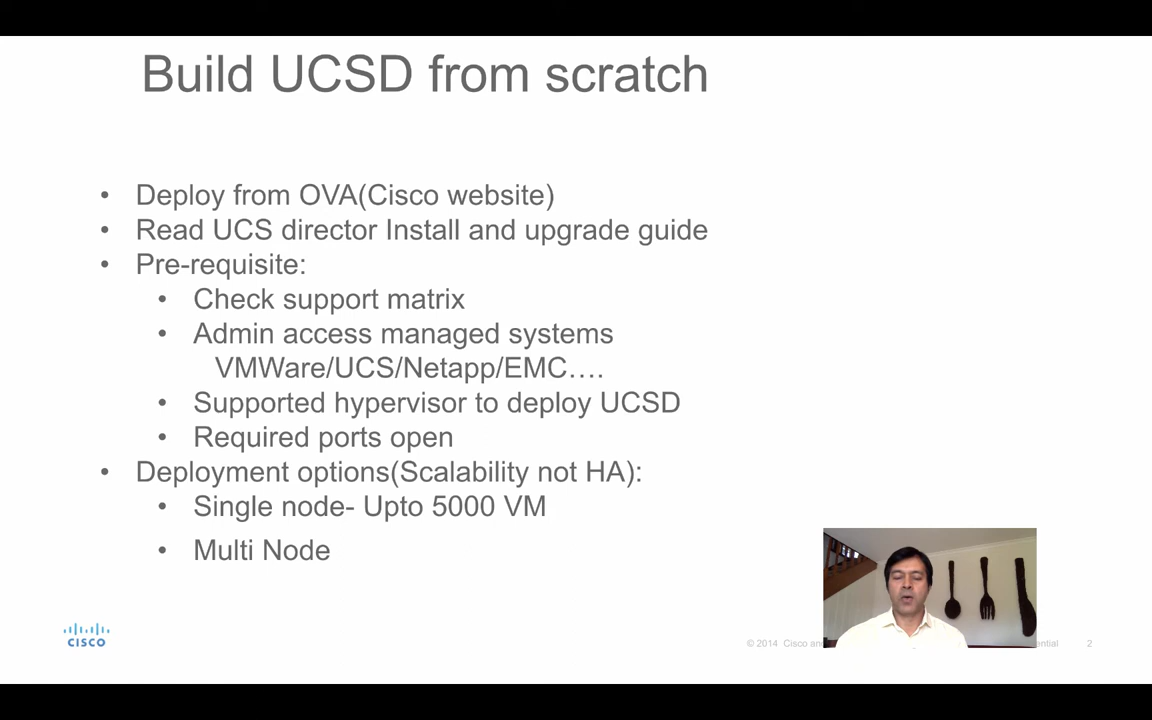 Build UCSD from scratch
• Deploy from OVA(Cisco website)
• Read UCS director Install and upgrade guide
• Pre-requisite:
• Check support matrix
• Admin access managed systems
VMWare/UCS/Netapp/EMC….
• Supported hypervisor to deploy UCSD
• Required ports open
• Deployment options(Scalability not HA):
• Single node- Upto 5000 VM
• Multi Node
CISCO
© 2014 Cisco 2